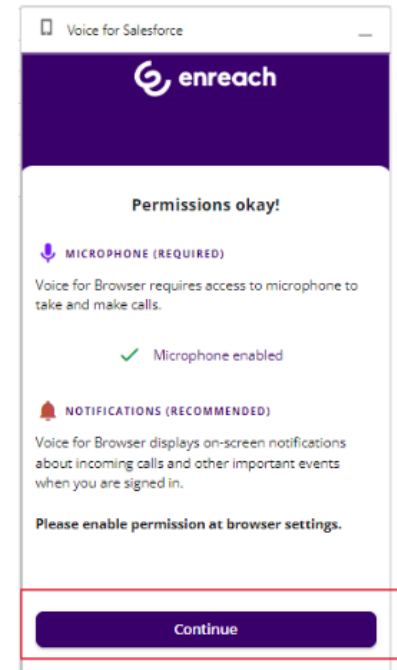 Voice for Salesforce
enreach
Permissions okay!
MICROPHONE (REQUIRED)
Voice for Browser requires access to microphone to
take and make calls.
Microphone enabled
NOTIFICATIONS (RECOMMENDED)
Voice for Browser displays on-screen notifications
about incoming calls and other important events
when you are signed in.
Please enable permission at browser settings.
Continue